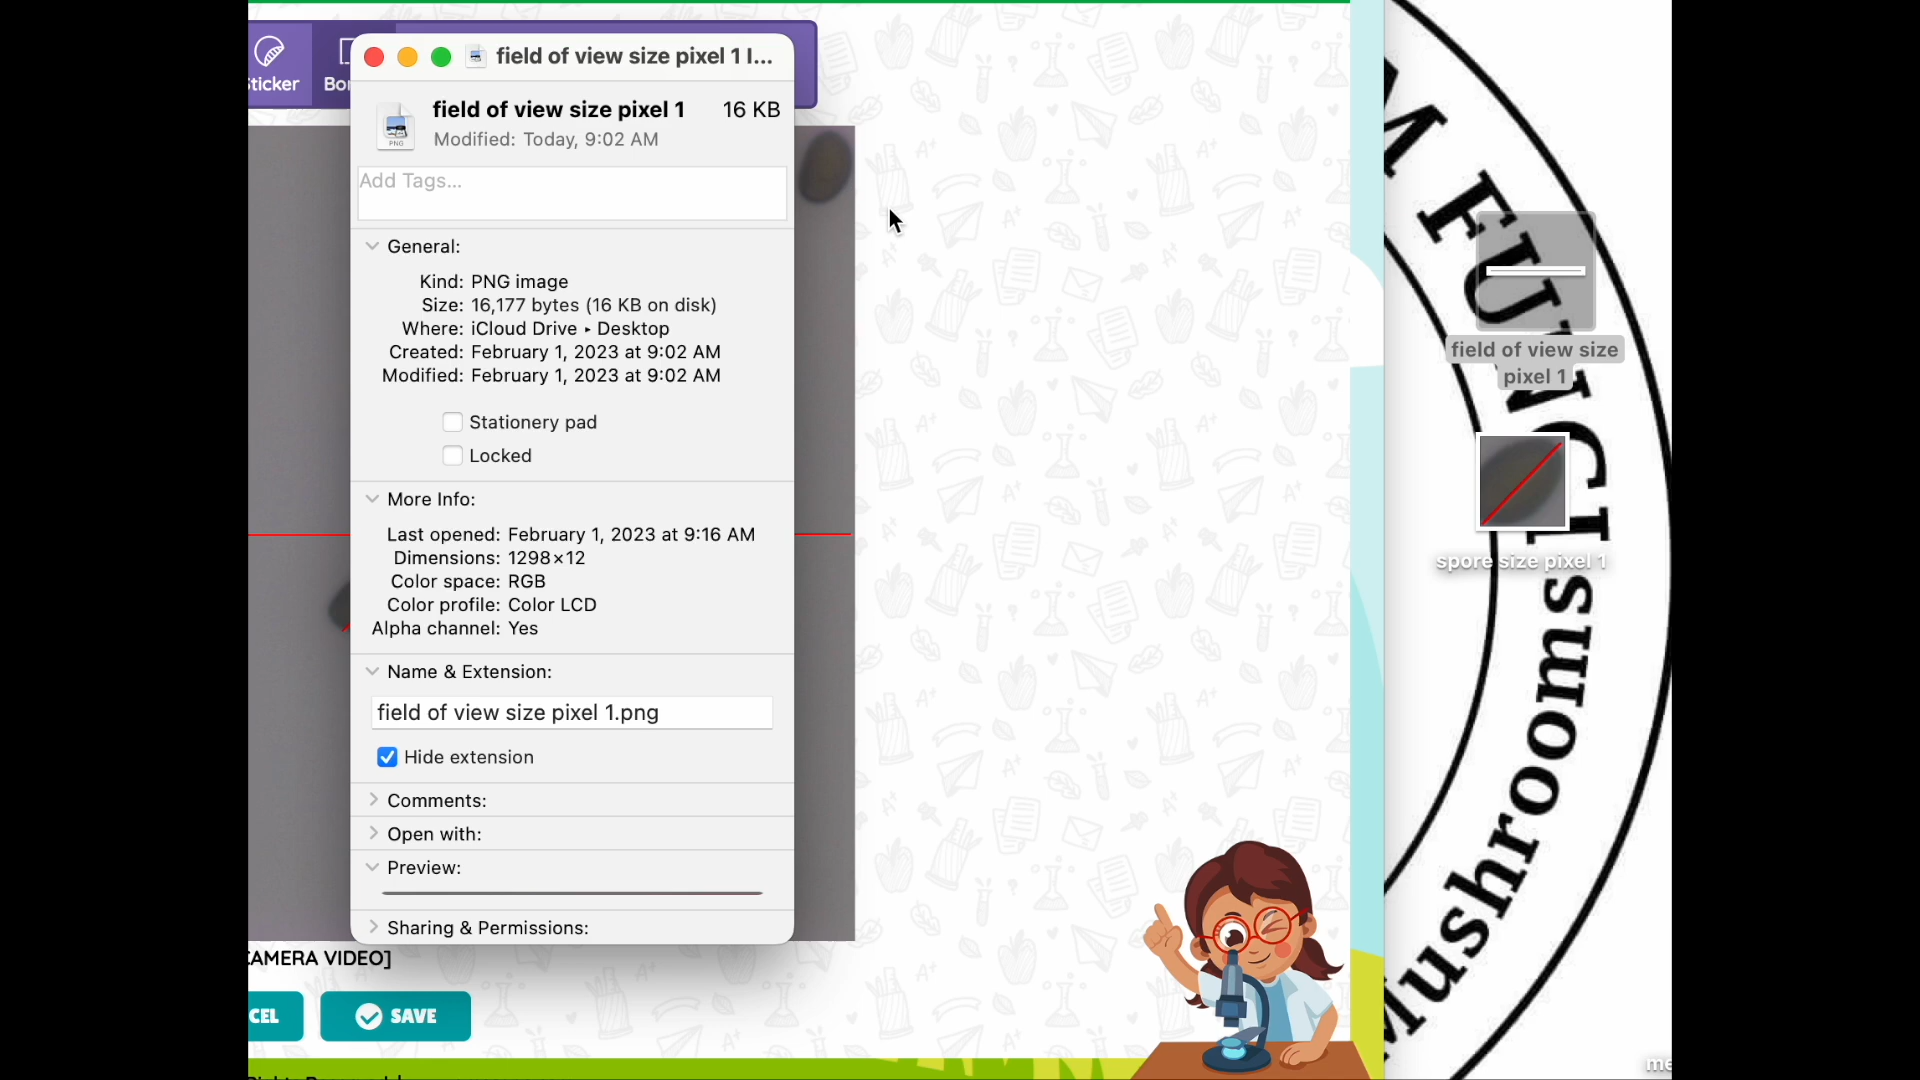 Sticker
field of view size pixel 1 I...
field of view size pixel 1 16 KB
Modified: Today, 9:02 AM
PNG
Add Tags...
General:
Kind: PNG image
Size: 16,177 bytes (16 KB on disk)
Where: iCloud Drive ▸ Desktop
Created: February 1, 2023 at 9:02 AM
Modified: February 1, 2023 at 9:02 AM
Stationery pad
Locked
More Info:
Last opened: February 1, 2023 at 9:16 AM
Dimensions: 1298×12
Color space: RGB
Color profile: Color LCD
Alpha channel: Yes
Name & Extension:
field of view size pixel 1.png
Hide extension
Comments:
Open with:
Preview:
Sharing & Permissions:
CAMERA VIDEO]
CEL
SAVE
M FUNGI
Mushrooms
field of view size
pixel 1
spore size pixel 1